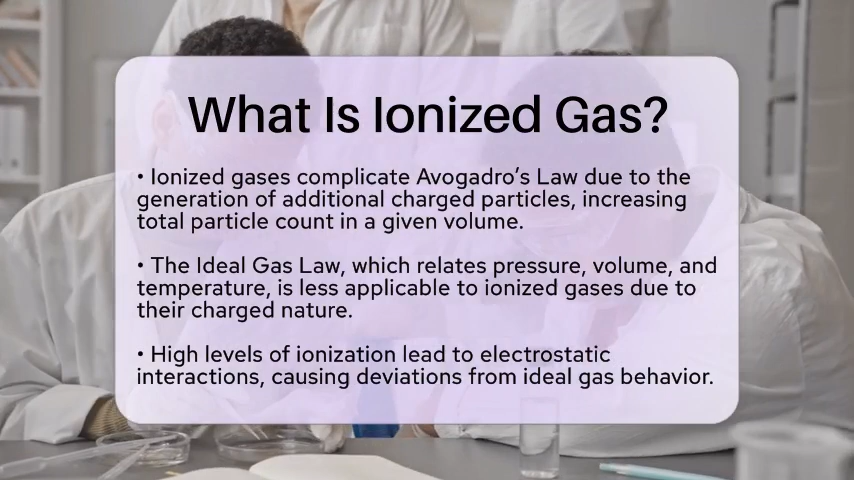 What Is Ionized Gas?
• Ionized gases complicate Avogadro’s Law due to the
generation of additional charged particles, increasing
total particle count in a given volume.
• The Ideal Gas Law, which relates pressure, volume, and
temperature, is less applicable to ionized gases due to
their charged nature.
• High levels of ionization lead to electrostatic
interactions, causing deviations from ideal gas behavior.